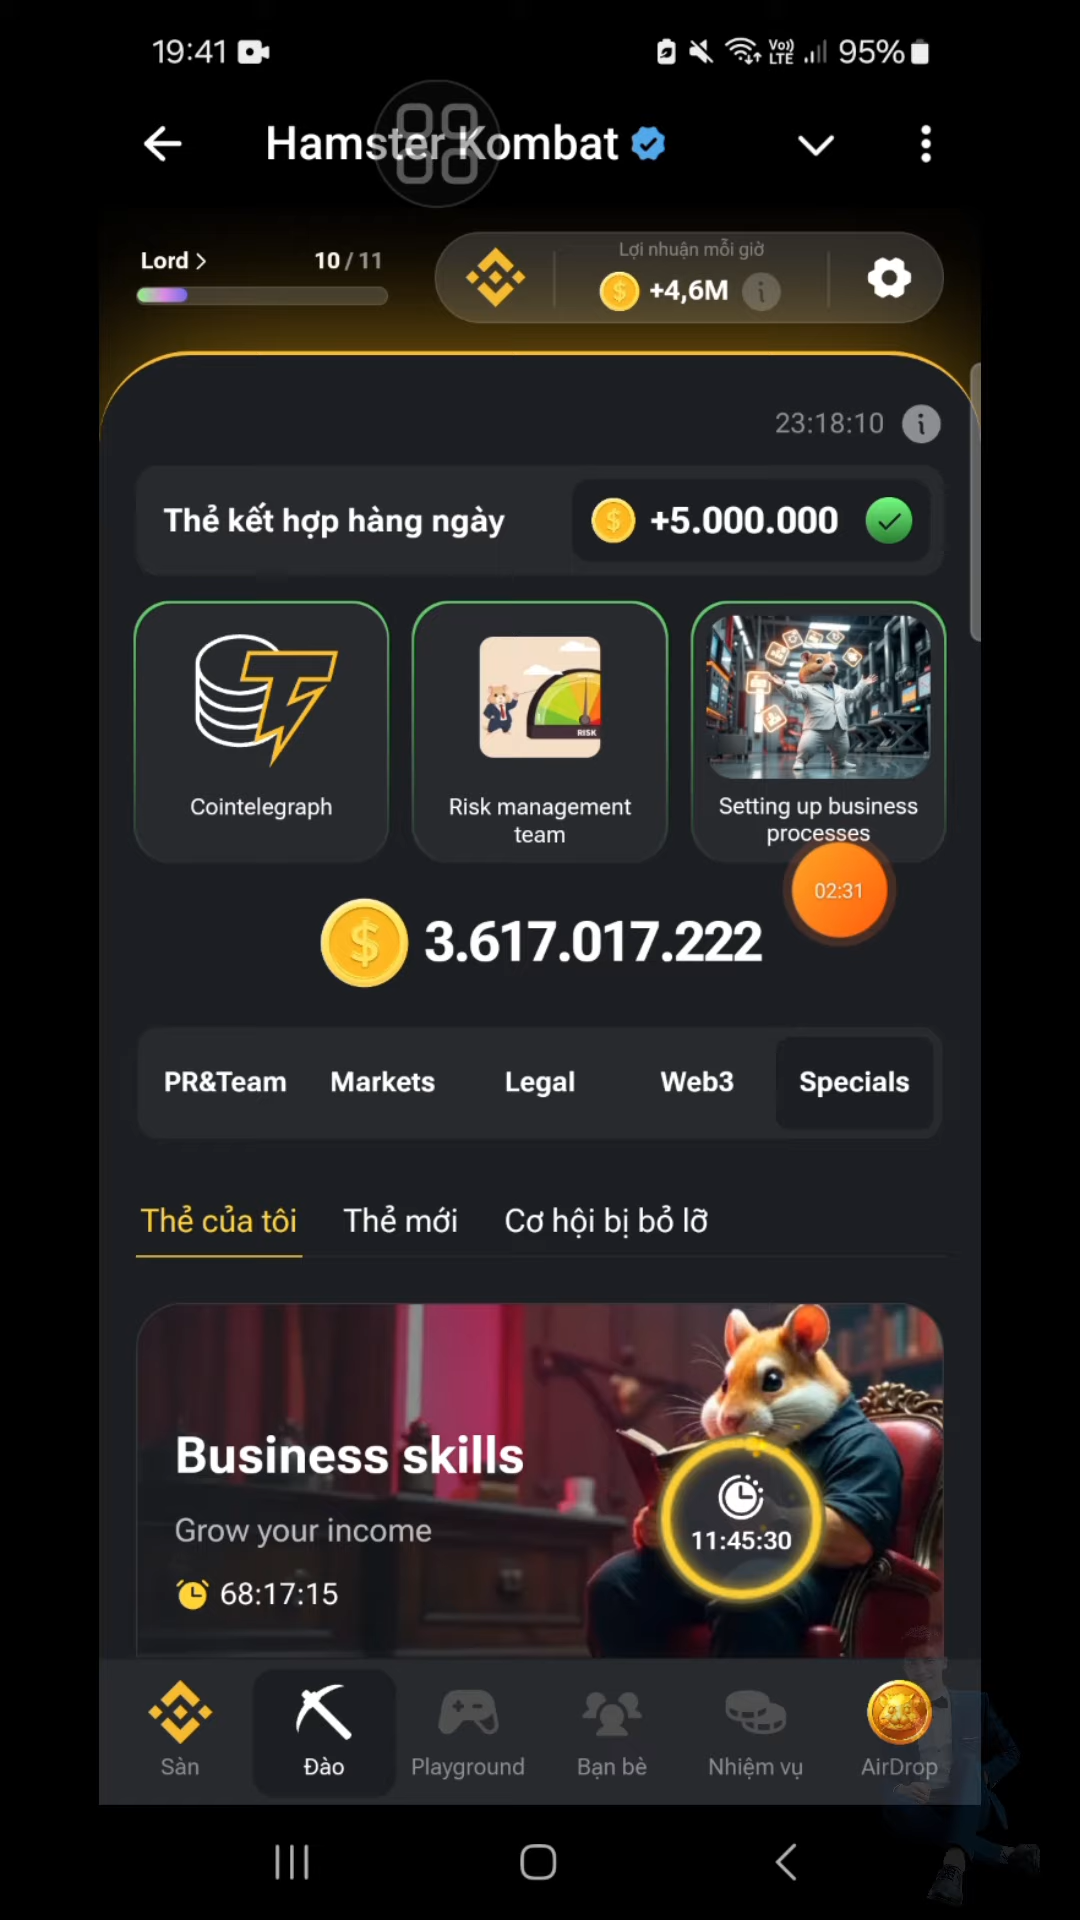 19:41
Vo)) LTE 95%
Hamster Kombat
Lord >
10/11
Lợi nhuận mỗi giờ
+4,6M
23:18:10
Thẻ kết hợp hàng ngày
+5.000.000
Cointelegraph
RISK
Risk management
team
Setting up business
processes
02:31
3.617.017.222
PR&Team
Markets
Legal
Web3
Specials
Thẻ của tôi
Thẻ mới
Cơ hội bị bỏ lỡ
Business skills
Grow your income
11:45:30
68:17:15
Sàn
Đào
Playground
Bạn bè
Nhiệm vụ
AirDrop